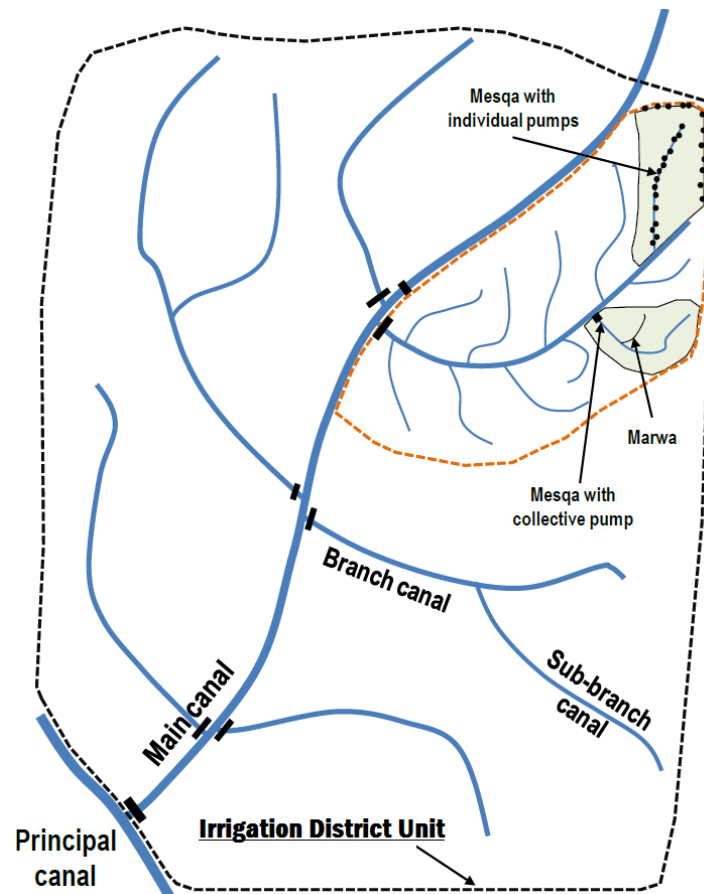 Mesqa with
individual pumps
Marwa
Mesqa with
collective pump
Branch canal
Sub-branch
canal
Main canal
Principal
canal
Irrigation District Unit